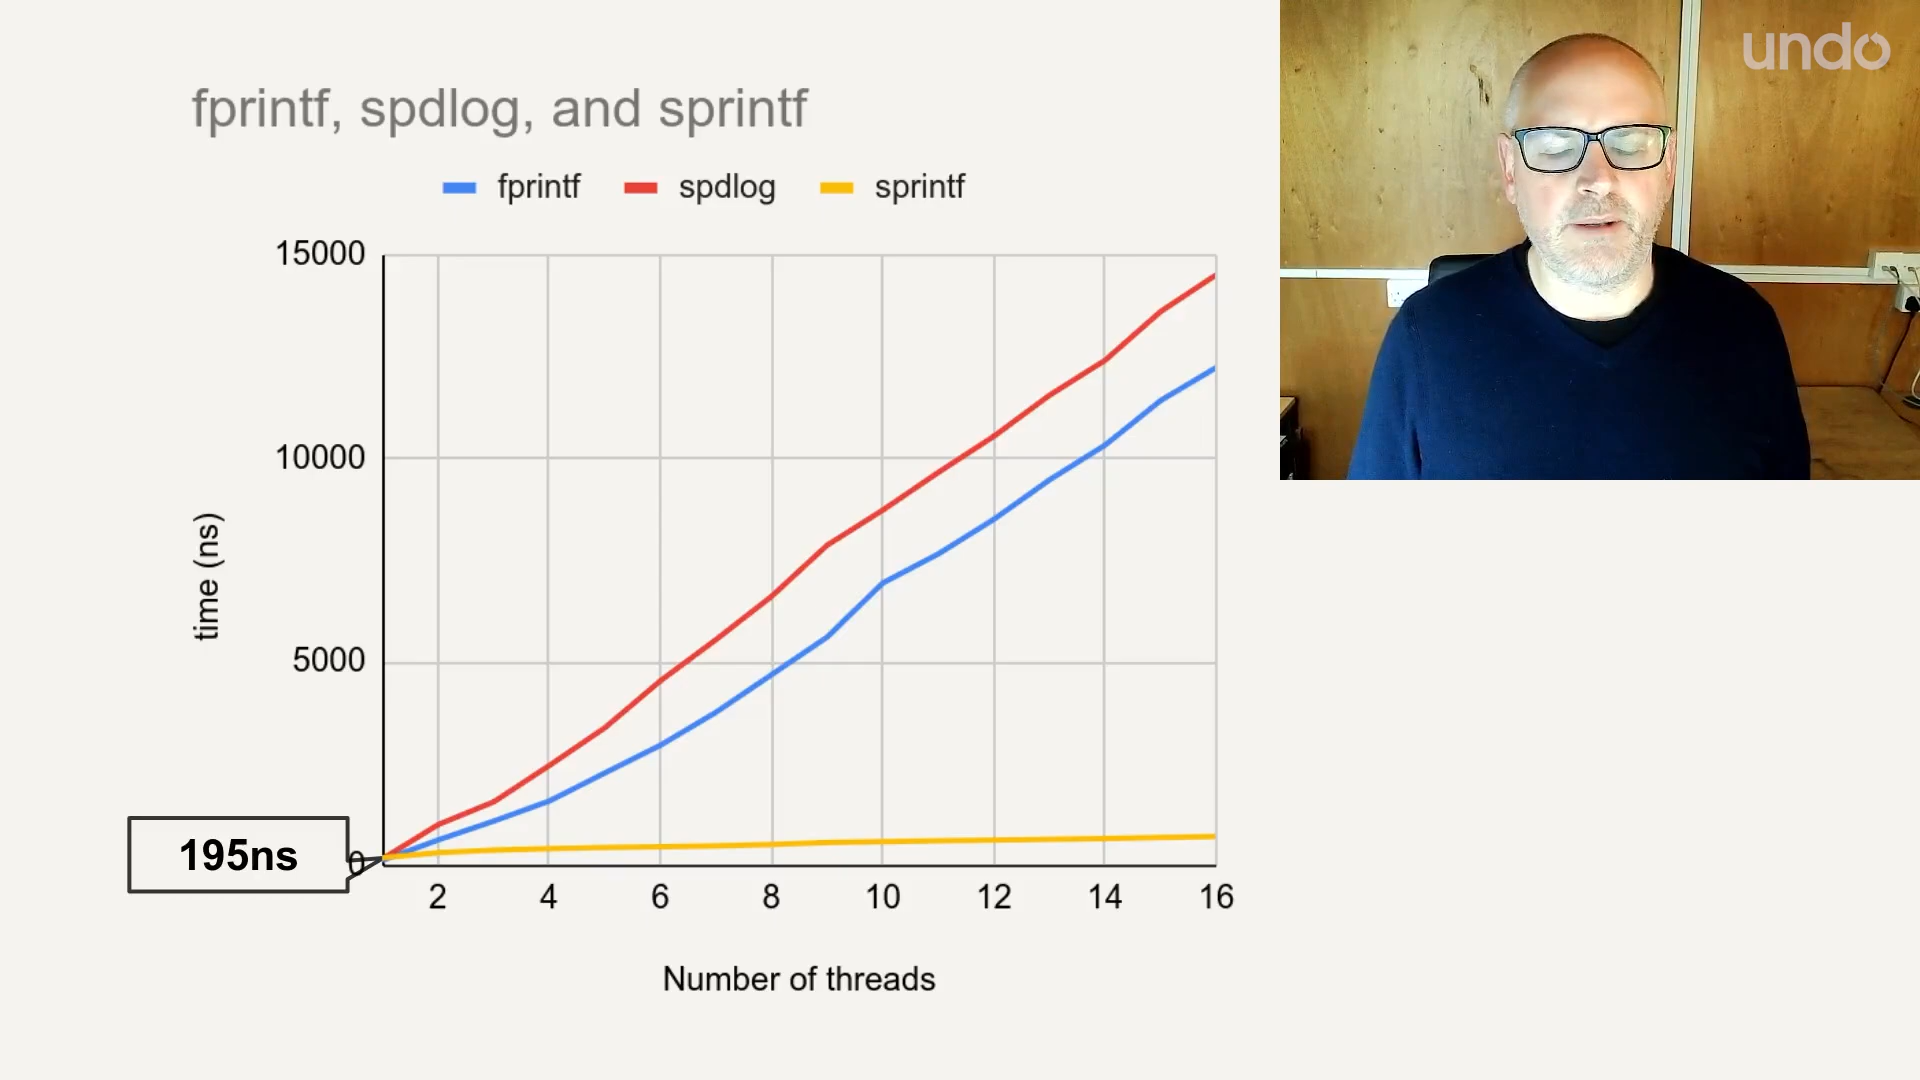 undo
fprintf, spdlog, and sprintf
fprintf spdlog sprintf
15000
10000
5000
0
time (ns)
195ns
2 4 6 8 10 12 14 16
Number of threads